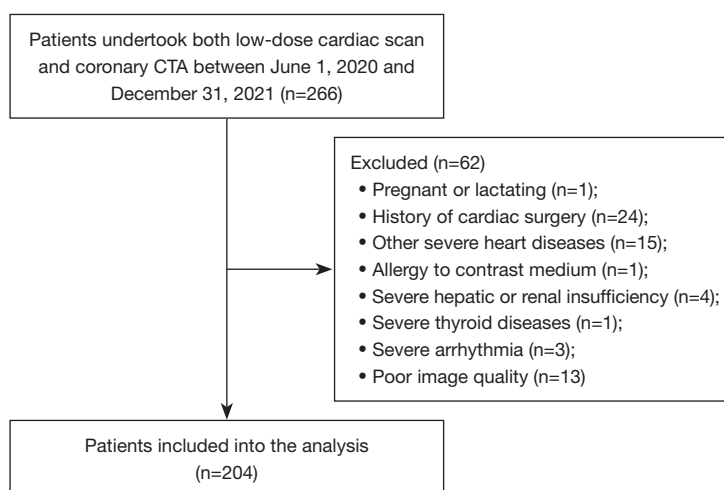 Patients undertook both low-dose cardiac scan
and coronary CTA between June 1, 2020 and
December 31, 2021 (n=266)
Excluded (n=62)
• Pregnant or lactating (n=1);
• History of cardiac surgery (n=24);
• Other severe heart diseases (n=15);
• Allergy to contrast medium (n=1);
• Severe hepatic or renal insufficiency (n=4);
• Severe thyroid diseases (n=1);
• Severe arrhythmia (n=3);
• Poor image quality (n=13)
Patients included into the analysis
(n=204)